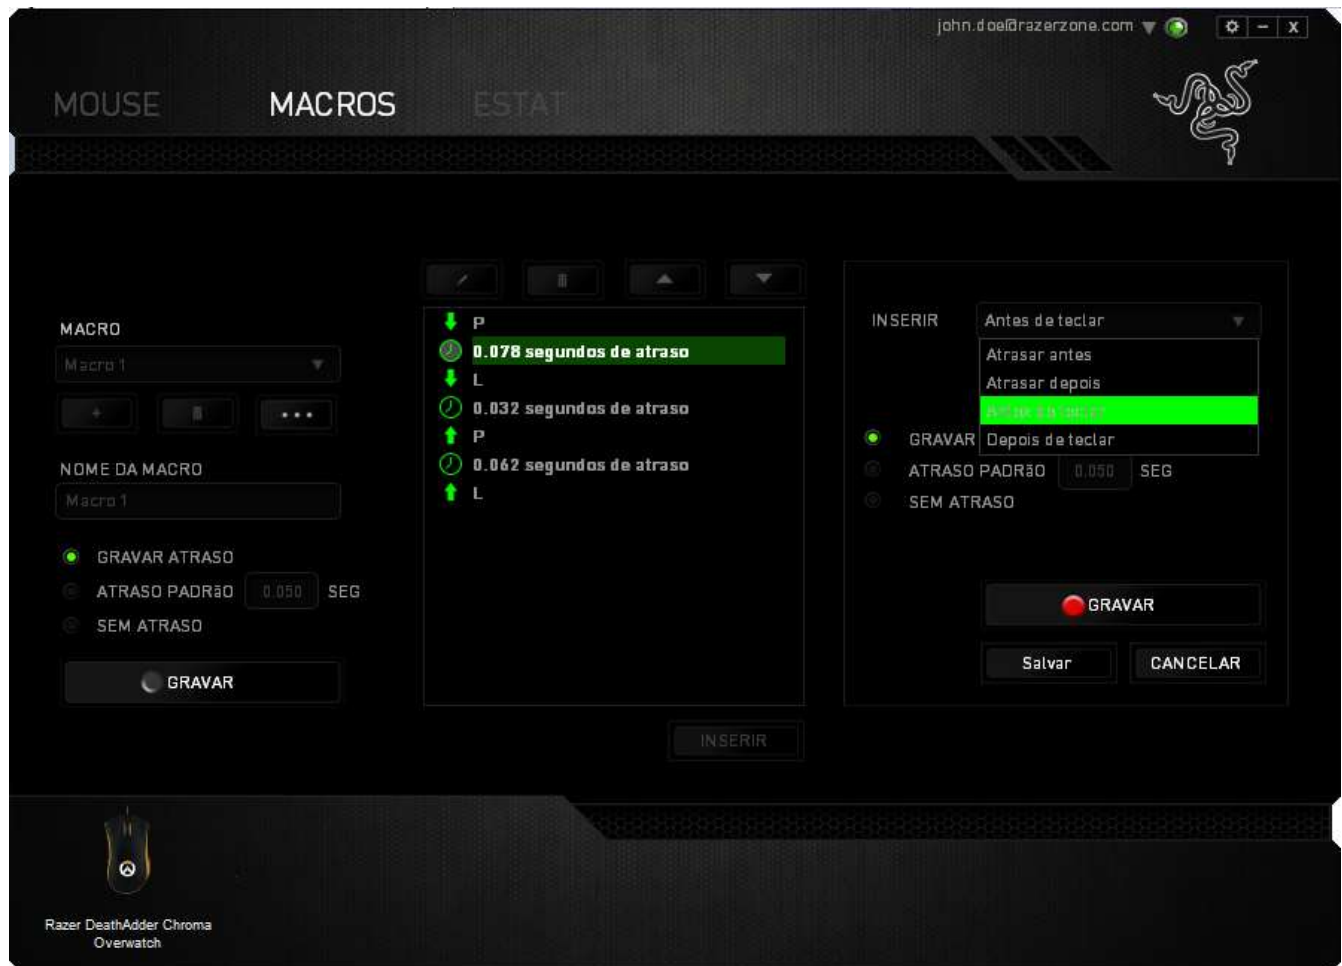 john.doe@razerzone.com
MOUSE MACROS ESTAT
MACRO
Macro 1
NOME DA MACRO
Macro 1
GRAVAR ATRASO
ATRASO PADRãO 0.050 SEG
SEM ATRASO
GRAVAR
P
0.078 segundos de atraso
L
0.032 segundos de atraso
P
0.062 segundos de atraso
L
INSERIR
INSERIR Antes de teclar
Atrasar antes
Atrasar depois
Antes de teclar
Depois de teclar
GRAVAR
ATRASO PADRãO 0.050 SEG
SEM ATRASO
GRAVAR
Salvar CANCELAR
Razer DeathAdder Chroma
Overwatch